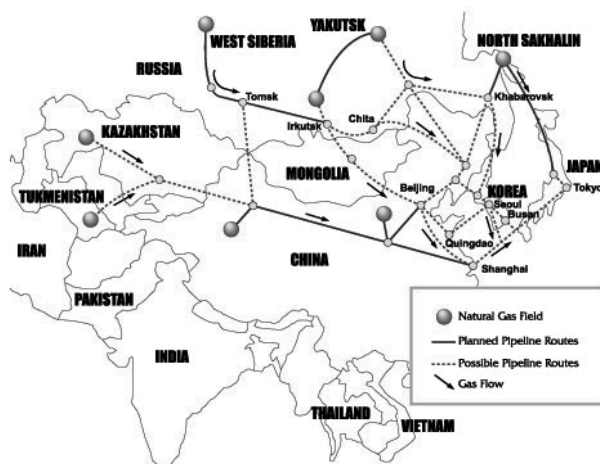 WEST SIBERIA
YAKUTSK
NORTH SAKHALIN
RUSSIA
Tomsk
Khabarovsk
KAZAKHSTAN
Irkutsk
Chita
MONGOLIA
JAPAN
TUKMENISTAN
Beijing
KOREA
Tokyo
Seoul
Busan
IRAN
Quingdao
CHINA
Shanghai
PAKISTAN
Natural Gas Field
Planned Pipeline Routes
INDIA
Possible Pipeline Routes
Gas Flow
THAILAND
VIETNAM